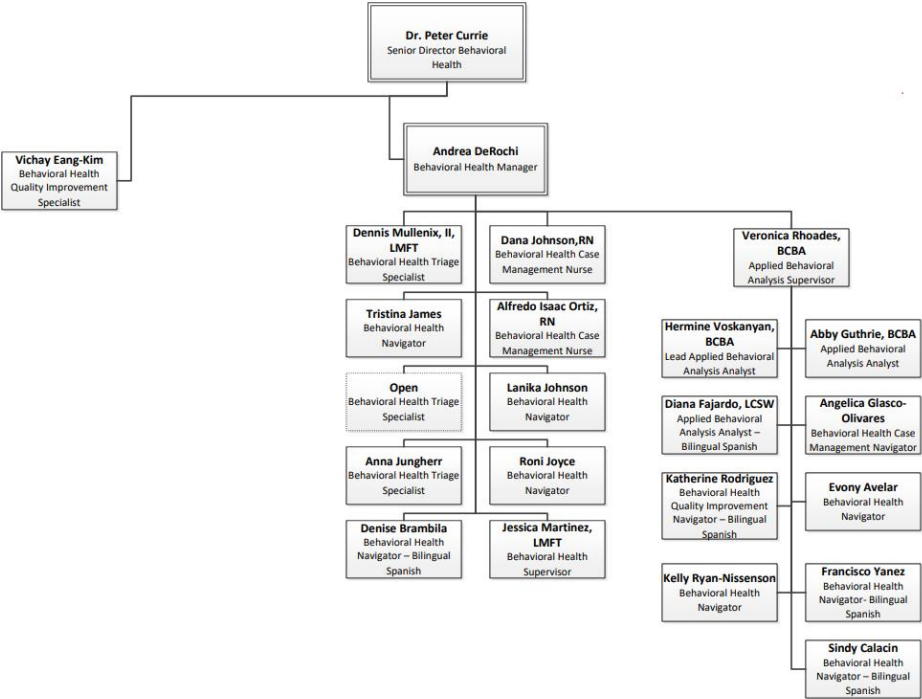 Dr. Peter Currie
Senior Director Behavioral
Health
Andrea DeRochi
Behavioral Health Manager
Vichay Eang-Kim
Behavioral Health
Quality Improvement
Specialist
Dennis Mullenix, II,
LMFT
Behavioral Health Triage
Specialist
Dana Johnson,RN
Behavioral Health Case
Management Nurse
Veronica Rhoades,
BCBA
Applied Behavioral
Analysis Supervisor
Tristina James
Behavioral Health
Navigator
Alfredo Isaac Ortiz,
RN
Behavioral Health Case
Management Nurse
Open
Behavioral Health Triage
Specialist
Lanika Johnson
Behavioral Health
Navigator
Anna Jungherr
Behavioral Health Triage
Specialist
Roni Joyce
Behavioral Health
Navigator
Denise Brambila
Behavioral Health
Navigator – Bilingual
Spanish
Jessica Martinez,
LMFT
Behavioral Health
Supervisor
Hermine Voskanyan,
BCBA
Lead Applied Behavioral
Analysis Analyst
Abby Guthrie, BCBA
Applied Behavioral
Analysis Analyst
Diana Fajardo, LCSW
Applied Behavioral
Analysis Analyst –
Bilingual Spanish
Angelica Glasco-
Olivares
Behavioral Health Case
Management Navigator
Katherine Rodriguez
Behavioral Health
Quality Improvement
Navigator – Bilingual
Spanish
Evony Avelar
Behavioral Health
Navigator
Kelly Ryan-Nissenson
Behavioral Health
Navigator
Francisco Yanez
Behavioral Health
Navigator- Bilingual
Spanish
Sindy Calacin
Behavioral Health
Navigator – Bilingual
Spanish